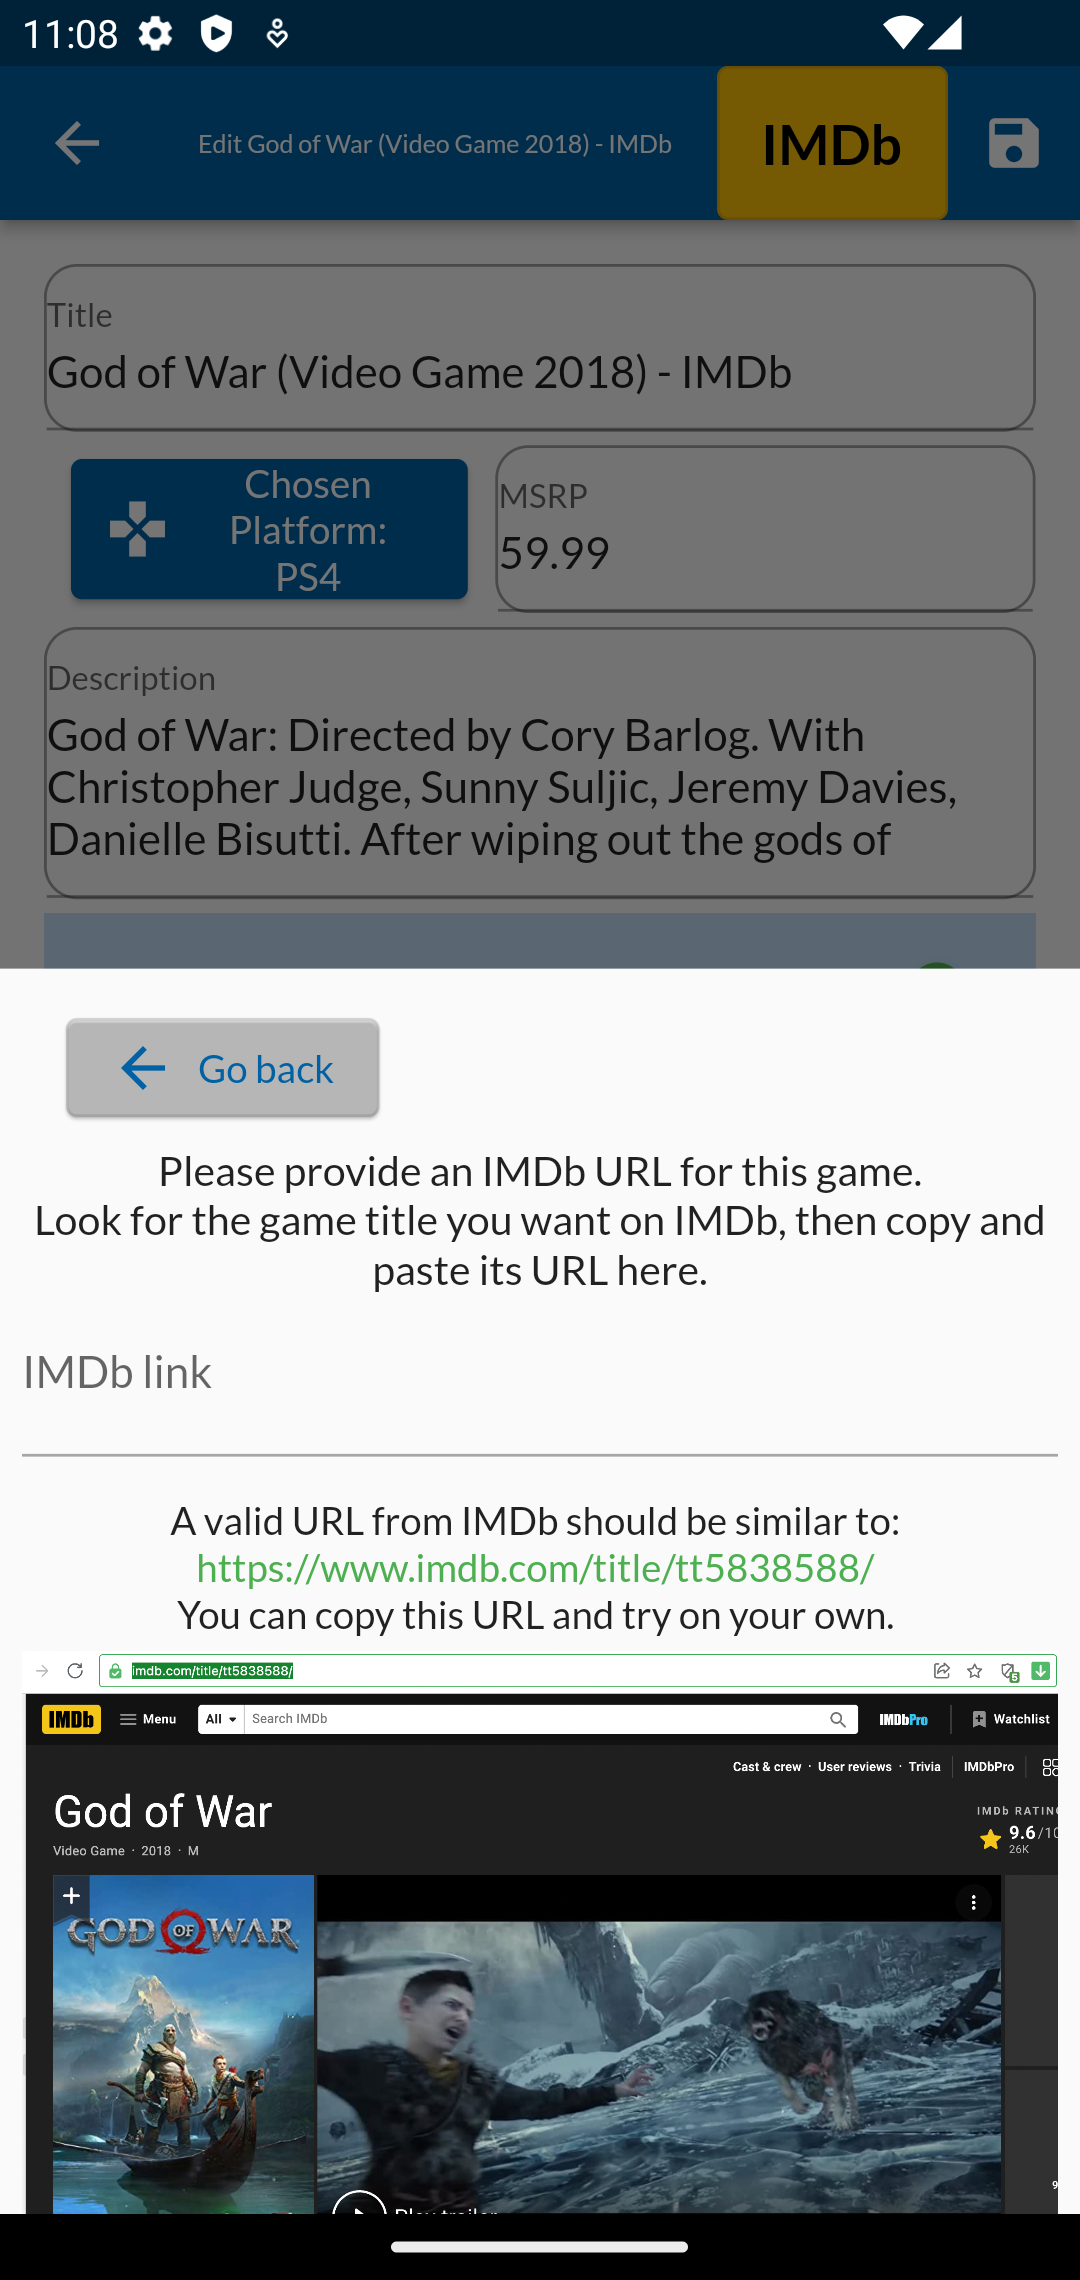 11:08
Edit God of War (Video Game 2018) - IMDb
IMDb
Title
God of War (Video Game 2018) - IMDb
Chosen
Platform:
PS4
MSRP
59.99
Description
God of War: Directed by Cory Barlog. With
Christopher Judge, Sunny Suljic, Jeremy Davies,
Danielle Bisutti. After wiping out the gods of
Go back
Please provide an IMDb URL for this game.
Look for the game title you want on IMDb, then copy and
paste its URL here.
IMDb link
A valid URL from IMDb should be similar to:
https://www.imdb.com/title/tt5838588/
You can copy this URL and try on your own.
imdb.com/title/tt5838588/
5
IMDb
Menu
All
Search IMDb
IMDbPro
Watchlist
Cast & crew · User reviews · Trivia
IMDbPro
God of War
IMDb RATING
Video Game · 2018 · M
9.6/10
26K
GOD OF WAR
9
Play trailer